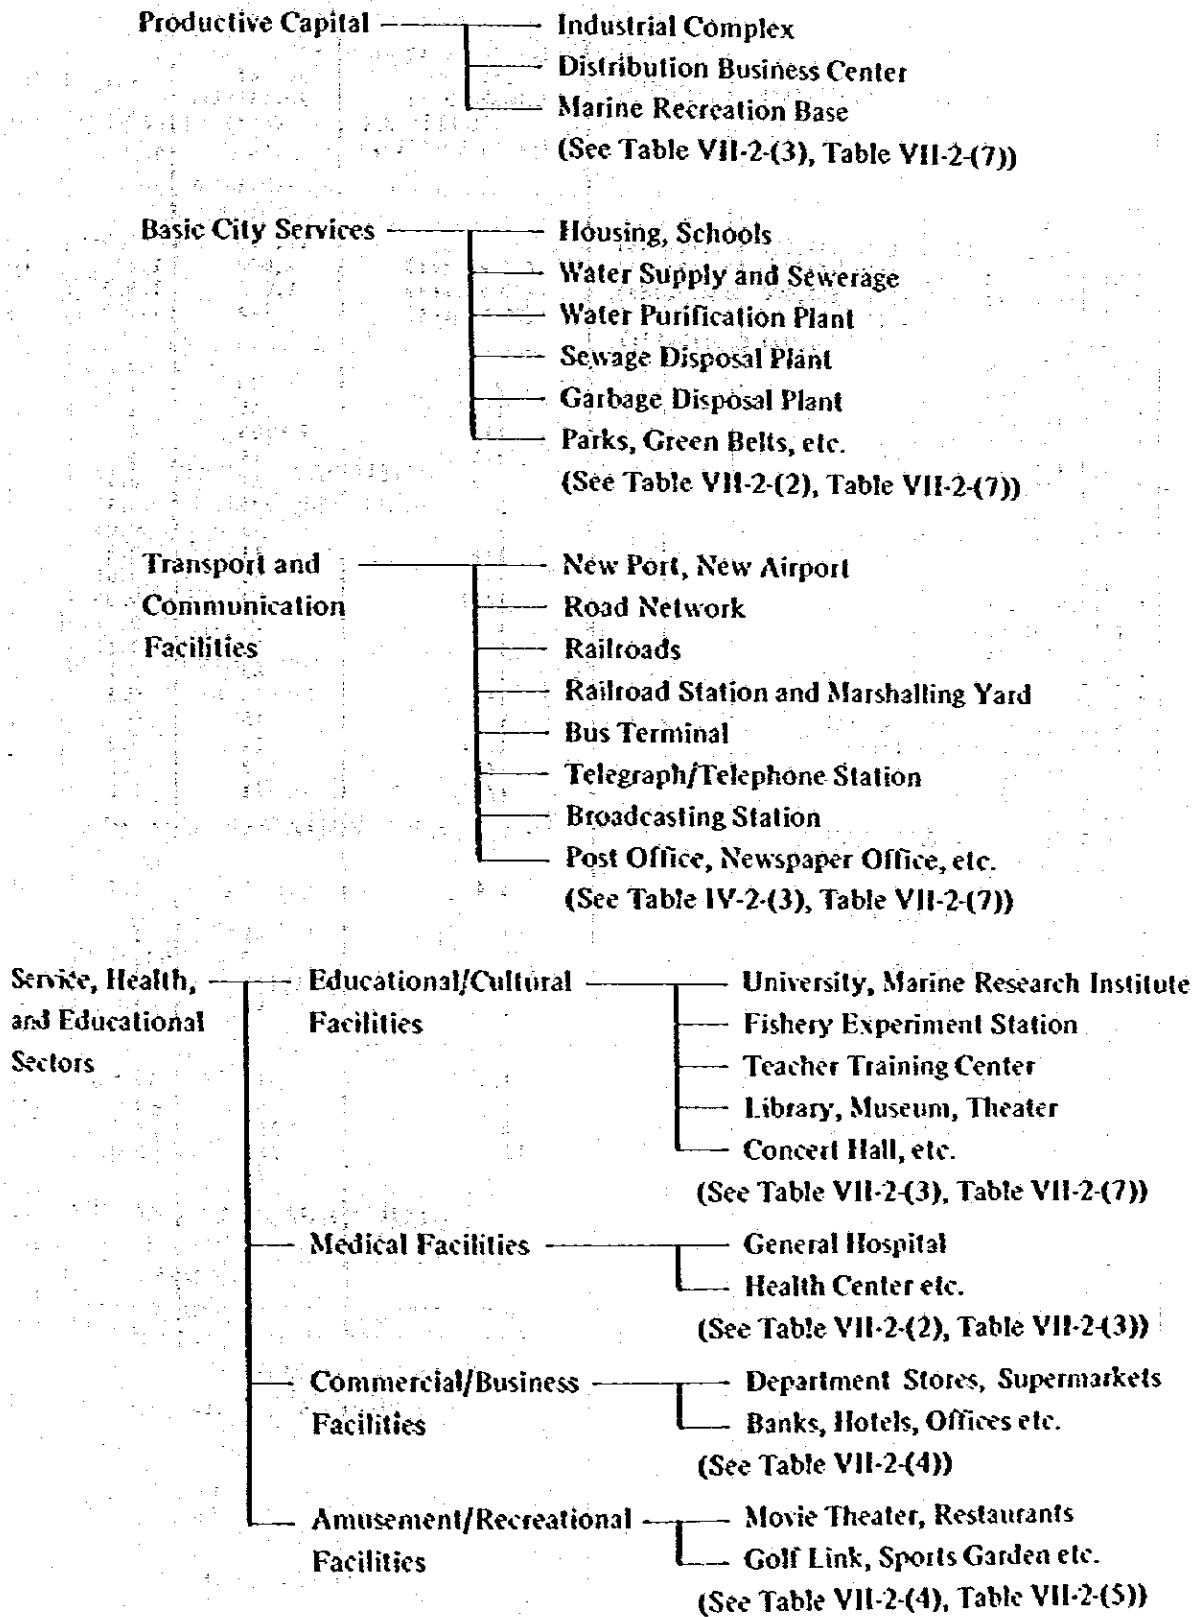 Productive Capital Industrial Complex
Distribution Business Center
Marine Recreation Base
(See Table VII-2-(3), Table VII-2-(7))
Basic City Services Housing, Schools
Water Supply and Sewerage
Water Purification Plant
Sewage Disposal Plant
Garbage Disposal Plant
Parks, Green Belts, etc.
(See Table VII-2-(2), Table VII-2-(7))
Transport and New Port, New Airport
Communication Road Network
Facilities Railroads
Railroad Station and Marshalling Yard
Bus Terminal
Telegraph/Telephone Station
Broadcasting Station
Post Office, Newspaper Office, etc.
(See Table IV-2-(3), Table VII-2-(7))
Service, Health, Educational/Cultural University, Marine Research Institute
and Educational Facilities Fishery Experiment Station
Sectors Teacher Training Center
Library, Museum, Theater
Concert Hall, etc.
(See Table VII-2-(3), Table VII-2-(7))
Medical Facilities General Hospital
Health Center etc.
(See Table VII-2-(2), Table VII-2-(3))
Commercial/Business Department Stores, Supermarkets
Facilities Banks, Hotels, Offices etc.
(See Table VII-2-(4))
Amusement/Recreational Movie Theater, Restaurants
Facilities Golf Link, Sports Garden etc.
(See Table VII-2-(4), Table VII-2-(5))